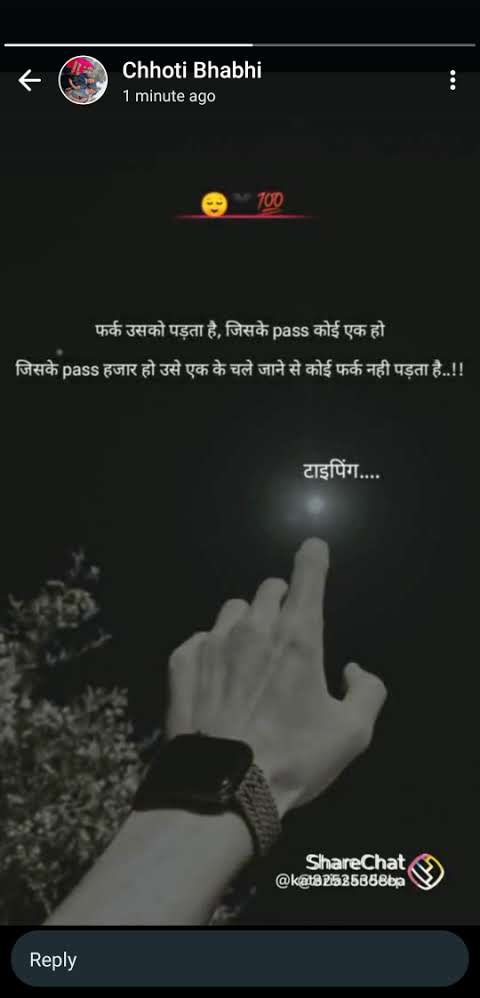 Chhoti Bhabhi
1 minute ago
😌🖤💯
फर्क उसको पड़ता है, जिसके pass कोई एक हो
जिसके pass हजार हो उसे एक के चले जाने से कोई फर्क नही पड़ता है..!!
टाइपिंग....
ShareChat
Reply